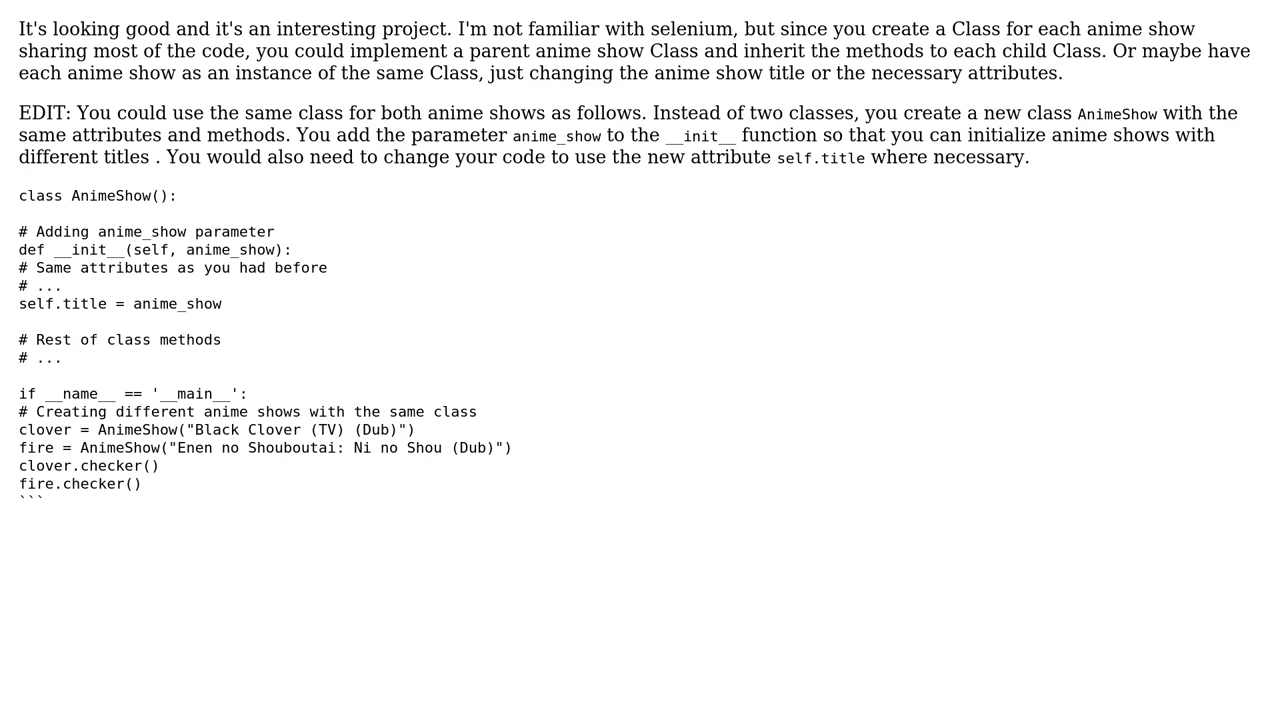 It's looking good and it's an interesting project. I'm not familiar with selenium, but since you create a Class for each anime show
sharing most of the code, you could implement a parent anime show Class and inherit the methods to each child Class. Or maybe have
each anime show as an instance of the same Class, just changing the anime show title or the necessary attributes.
EDIT: You could use the same class for both anime shows as follows. Instead of two classes, you create a new class AnimeShow with the
same attributes and methods. You add the parameter anime_show to the __init__ function so that you can initialize anime shows with
different titles . You would also need to change your code to use the new attribute self.title where necessary.
class AnimeShow():
# Adding anime_show parameter
def __init__(self, anime_show):
# Same attributes as you had before
# ...
self.title = anime_show
# Rest of class methods
# ...
if __name__ == '__main__':
# Creating different anime shows with the same class
clover = AnimeShow("Black Clover (TV) (Dub)")
fire = AnimeShow("Enen no Shouboutai: Ni no Shou (Dub)")
clover.checker()
fire.checker()
```